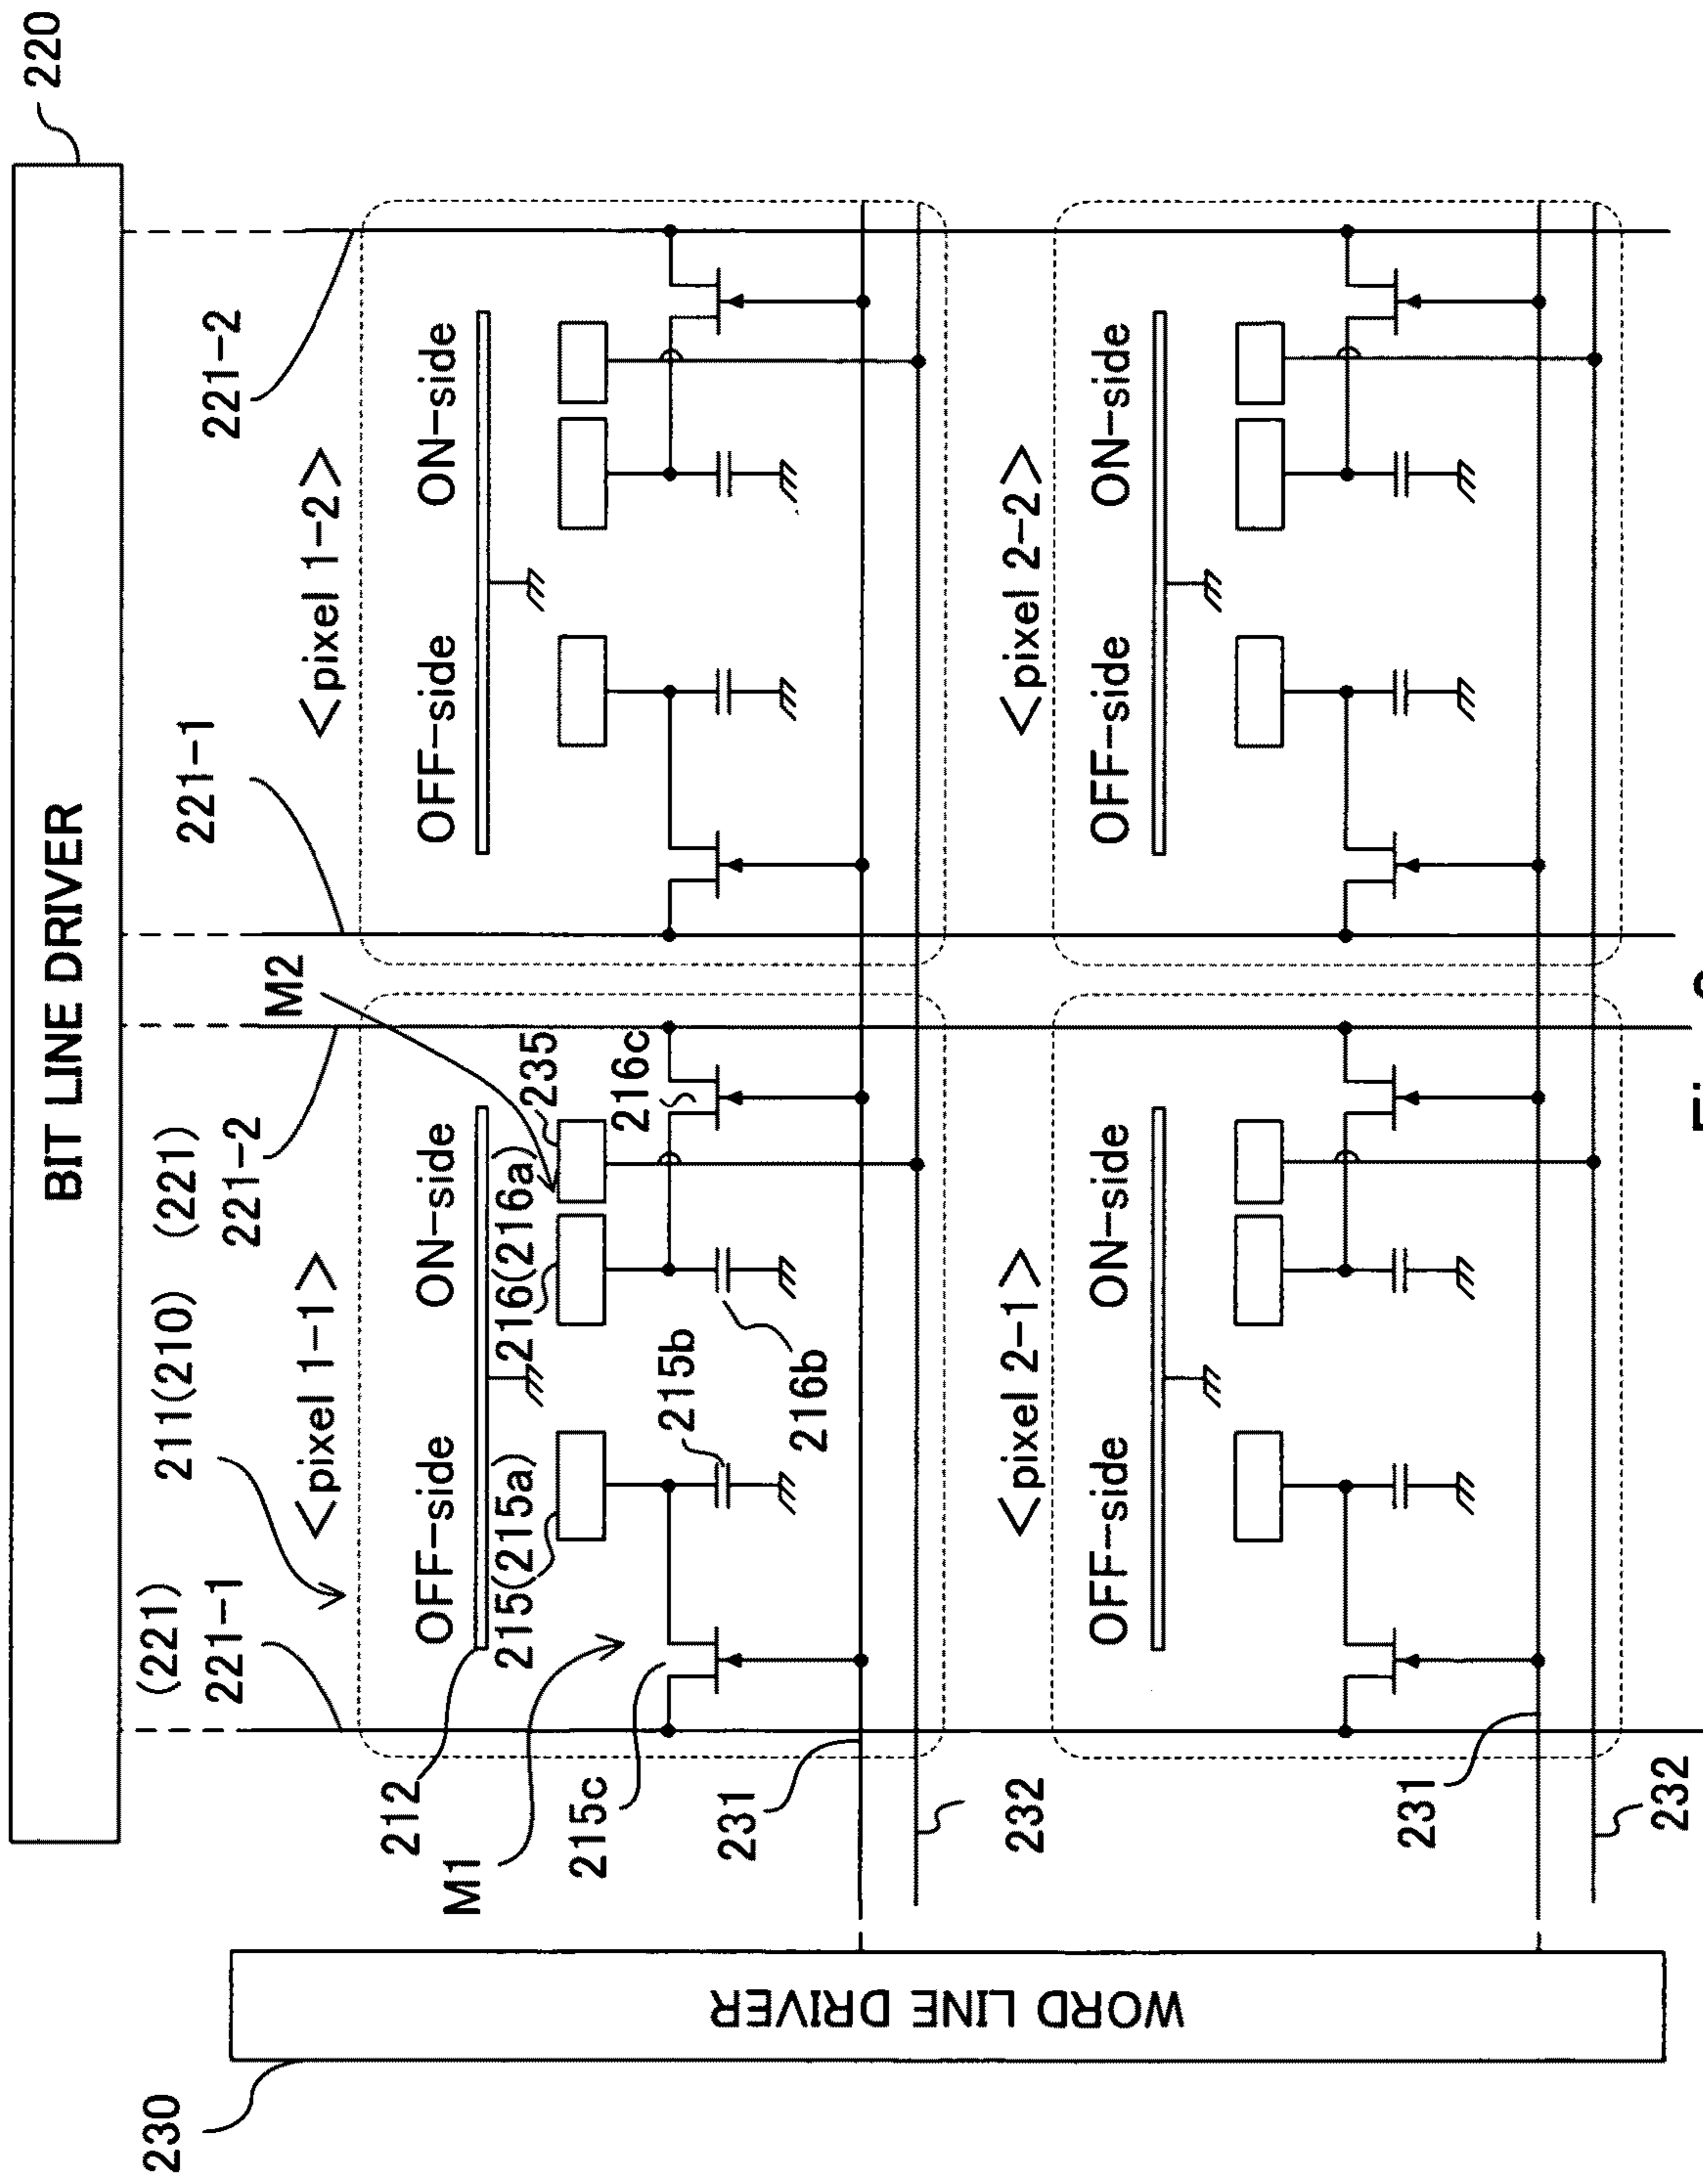 220
BIT LINE DRIVER
(221)
221-1
211(210)
(221)
221-2
221-1
221-2
<pixel 1-1>
<pixel 1-2>
M2
212
OFF-side
ON-side
OFF-side
ON-side
M1
215(215a)
216(216a)
235
215c
215b
216b
216c
231
232
<pixel 2-1>
<pixel 2-2>
OFF-side
ON-side
OFF-side
ON-side
231
232
230
WORD LINE DRIVER